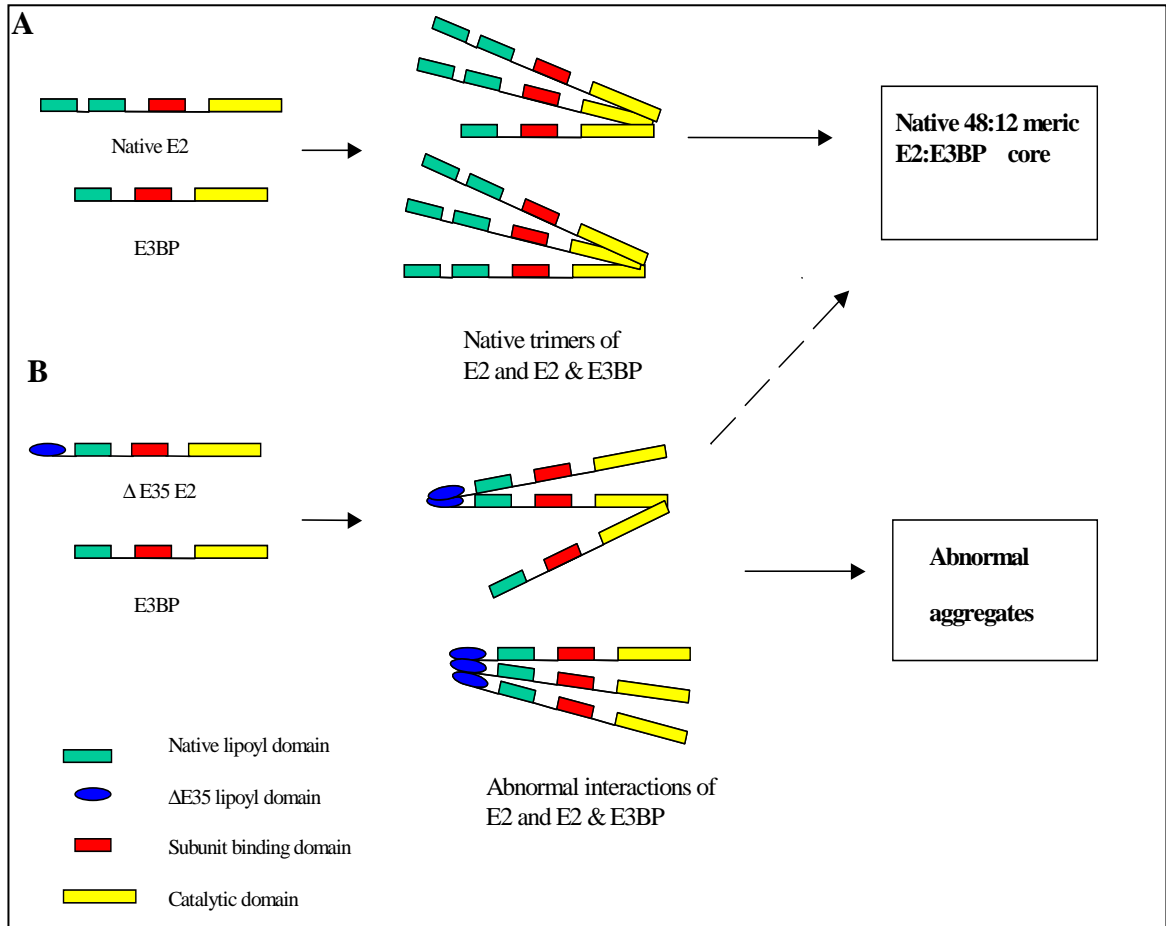 A
Native E2
E3BP
Native trimers of
E2 and E2 & E3BP
Native 48:12 meric
E2:E3BP core
B
Δ E35 E2
E3BP
Abnormal interactions of
E2 and E2 & E3BP
Abnormal
aggregates
Native lipoyl domain
ΔE35 lipoyl domain
Subunit binding domain
Catalytic domain